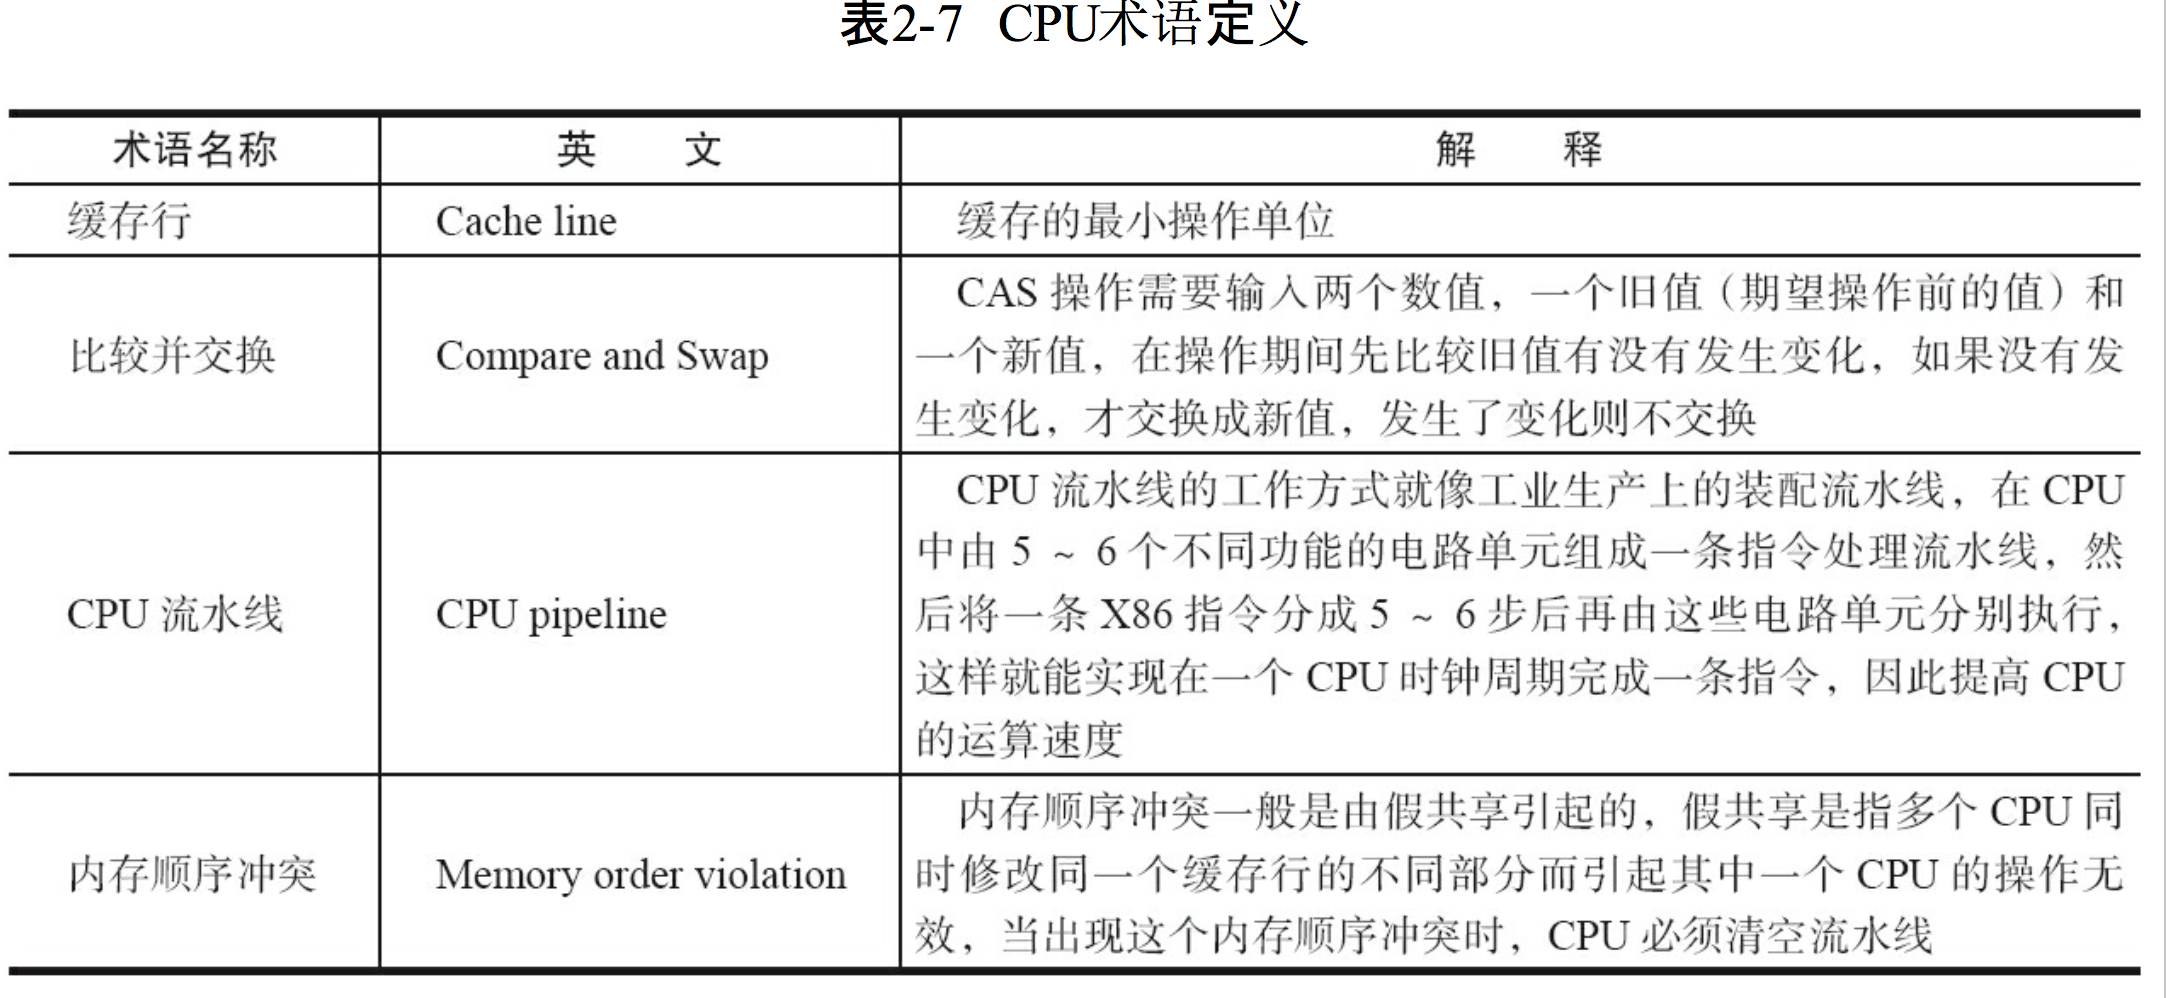 表2-7 CPU术语定义
术语名称 英 文 解 释
缓存行 Cache line 缓存的最小操作单位
CAS 操作需要输入两个数值，一个旧值（期望操作前的值）和
比较并交换 Compare and Swap 一个新值，在操作期间先比较旧值有没有发生变化，如果没有发
生变化，才交换成新值，发生了变化则不交换
CPU 流水线的工作方式就像工业生产上的装配流水线，在 CPU
中由 5 ~ 6 个不同功能的电路单元组成一条指令处理流水线，然
CPU 流水线 CPU pipeline 后将一条 X86 指令分成 5 ~ 6 步后再由这些电路单元分别执行，
这样就能实现在一个 CPU 时钟周期完成一条指令，因此提高 CPU
的运算速度
内存顺序冲突一般是由假共享引起的，假共享是指多个 CPU 同
内存顺序冲突 Memory order violation 时修改同一个缓存行的不同部分而引起其中一个 CPU 的操作无
效，当出现这个内存顺序冲突时，CPU 必须清空流水线